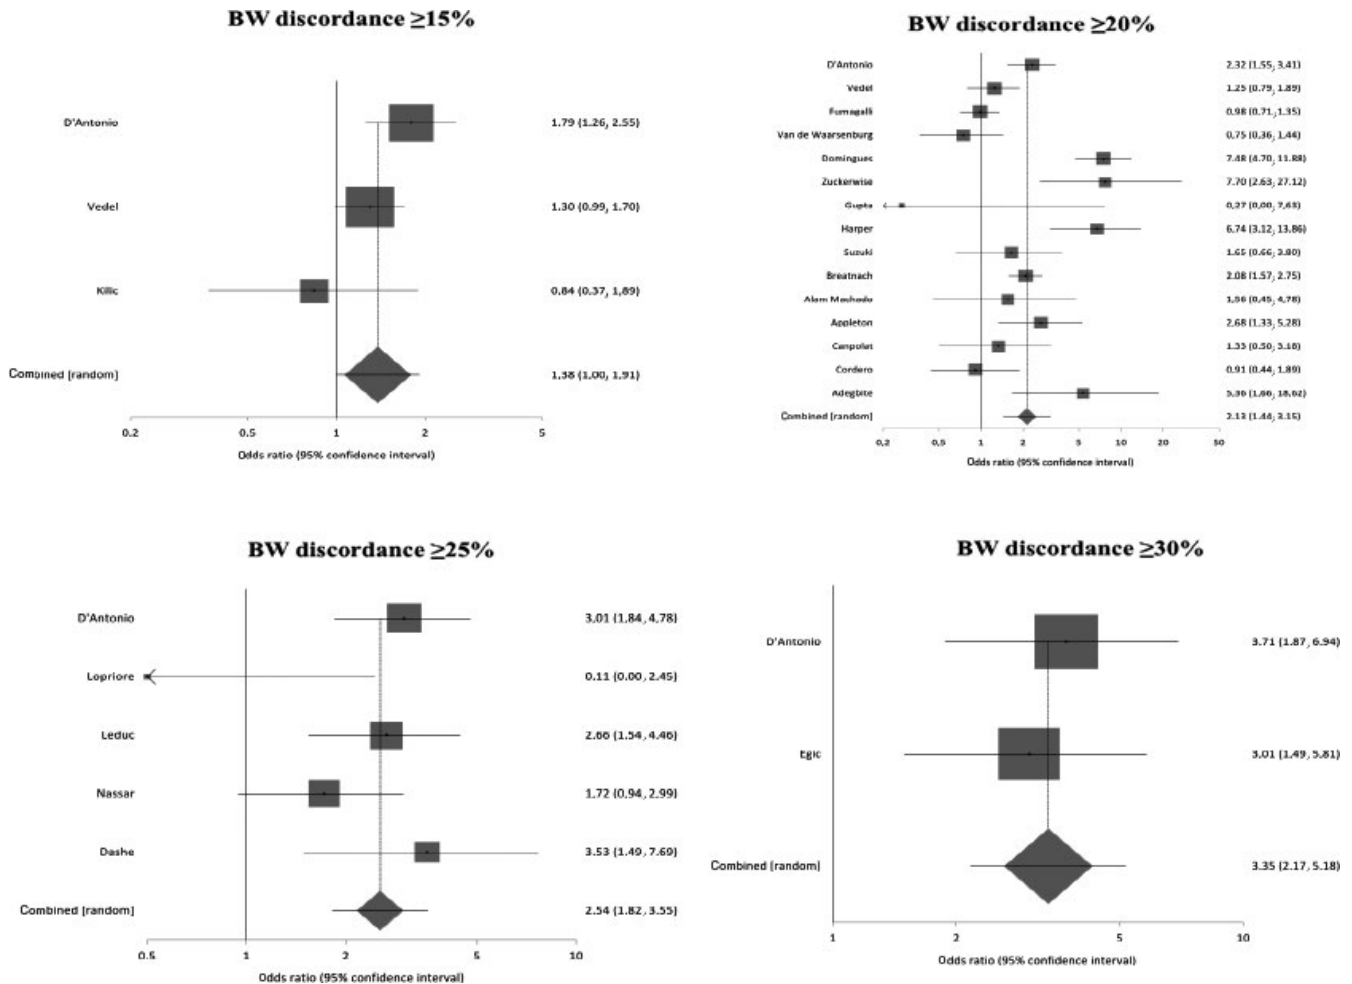 BW discordance ≥15%
D'Antonio 1.79 (1.26, 2.55)
Vedel 1.30 (0.99, 1.70)
Kilic 0.84 (0.37, 1.89)
Combined [random] 1.38 (1.00, 1.91)
0.2 1 2 5
Odds ratio (95% confidence interval)
BW discordance ≥20%
D'Antonio 2.32 (1.55, 3.41)
Vedel 1.25 (0.79, 1.89)
Fumagalli 0.98 (0.71, 1.35)
Van de Waarsenburg 0.75 (0.36, 1.44)
Domingues 7.48 (4.70, 11.88)
Zuckerwise 7.70 (2.63, 27.12)
Gupta 0.27 (0.00, 7.63)
Harper 6.74 (3.12, 13.86)
Suzuki 1.65 (0.66, 3.80)
Breatnach 2.08 (1.57, 2.75)
Alam Machado 1.56 (0.45, 4.78)
Appleton 2.68 (1.33, 5.28)
Canpolat 1.33 (0.50, 3.16)
Cordero 0.91 (0.44, 1.89)
Adegbite 5.36 (1.66, 18.62)
Combined [random] 2.13 (1.44, 3.15)
0.2 0.5 1 2 5 10 20 50
Odds ratio (95% confidence interval)
BW discordance ≥25%
D'Antonio 3.01 (1.84, 4.78)
Lopriore 0.11 (0.00, 2.45)
Leduc 2.66 (1.54, 4.46)
Nassar 1.72 (0.94, 2.99)
Dashe 3.53 (1.49, 7.69)
Combined [random] 2.54 (1.82, 3.55)
0.5 1 2 5 10
Odds ratio (95% confidence interval)
BW discordance ≥30%
D'Antonio 3.71 (1.87, 6.94)
Egic 3.01 (1.49, 5.81)
Combined [random] 3.35 (2.17, 5.18)
1 2 5 10
Odds ratio (95% confidence interval)